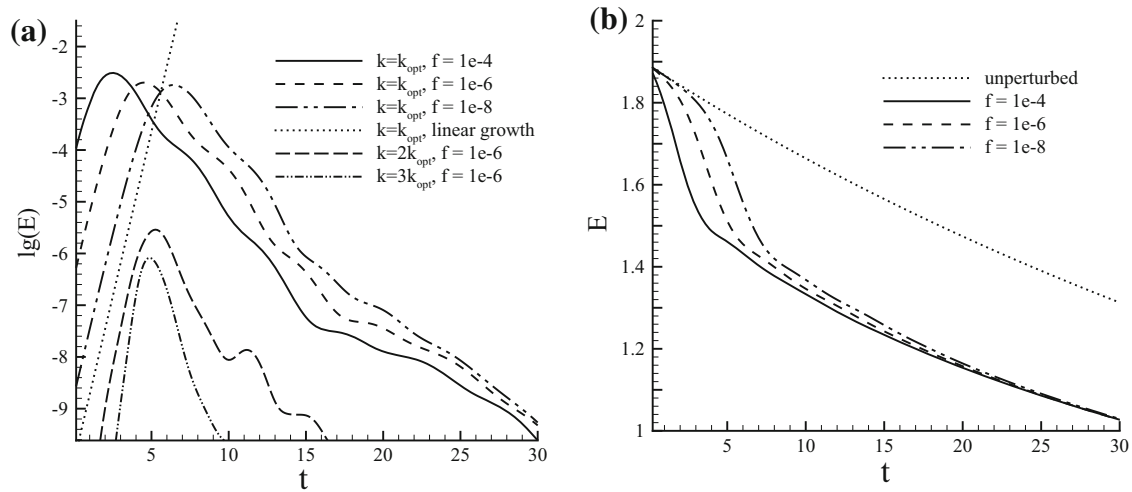 (a)
-2
-3
-4
-5
-6
-7
-8
-9
lg(E)
5
10
15
20
25
30
t
k=k_opt, f = 1e-4
k=k_opt, f = 1e-6
k=k_opt, f = 1e-8
k=k_opt, linear growth
k=2k_opt, f = 1e-6
k=3k_opt, f = 1e-6
(b)
2
1.8
1.6
1.4
1.2
1
E
5
10
15
20
25
30
t
unperturbed
f = 1e-4
f = 1e-6
f = 1e-8